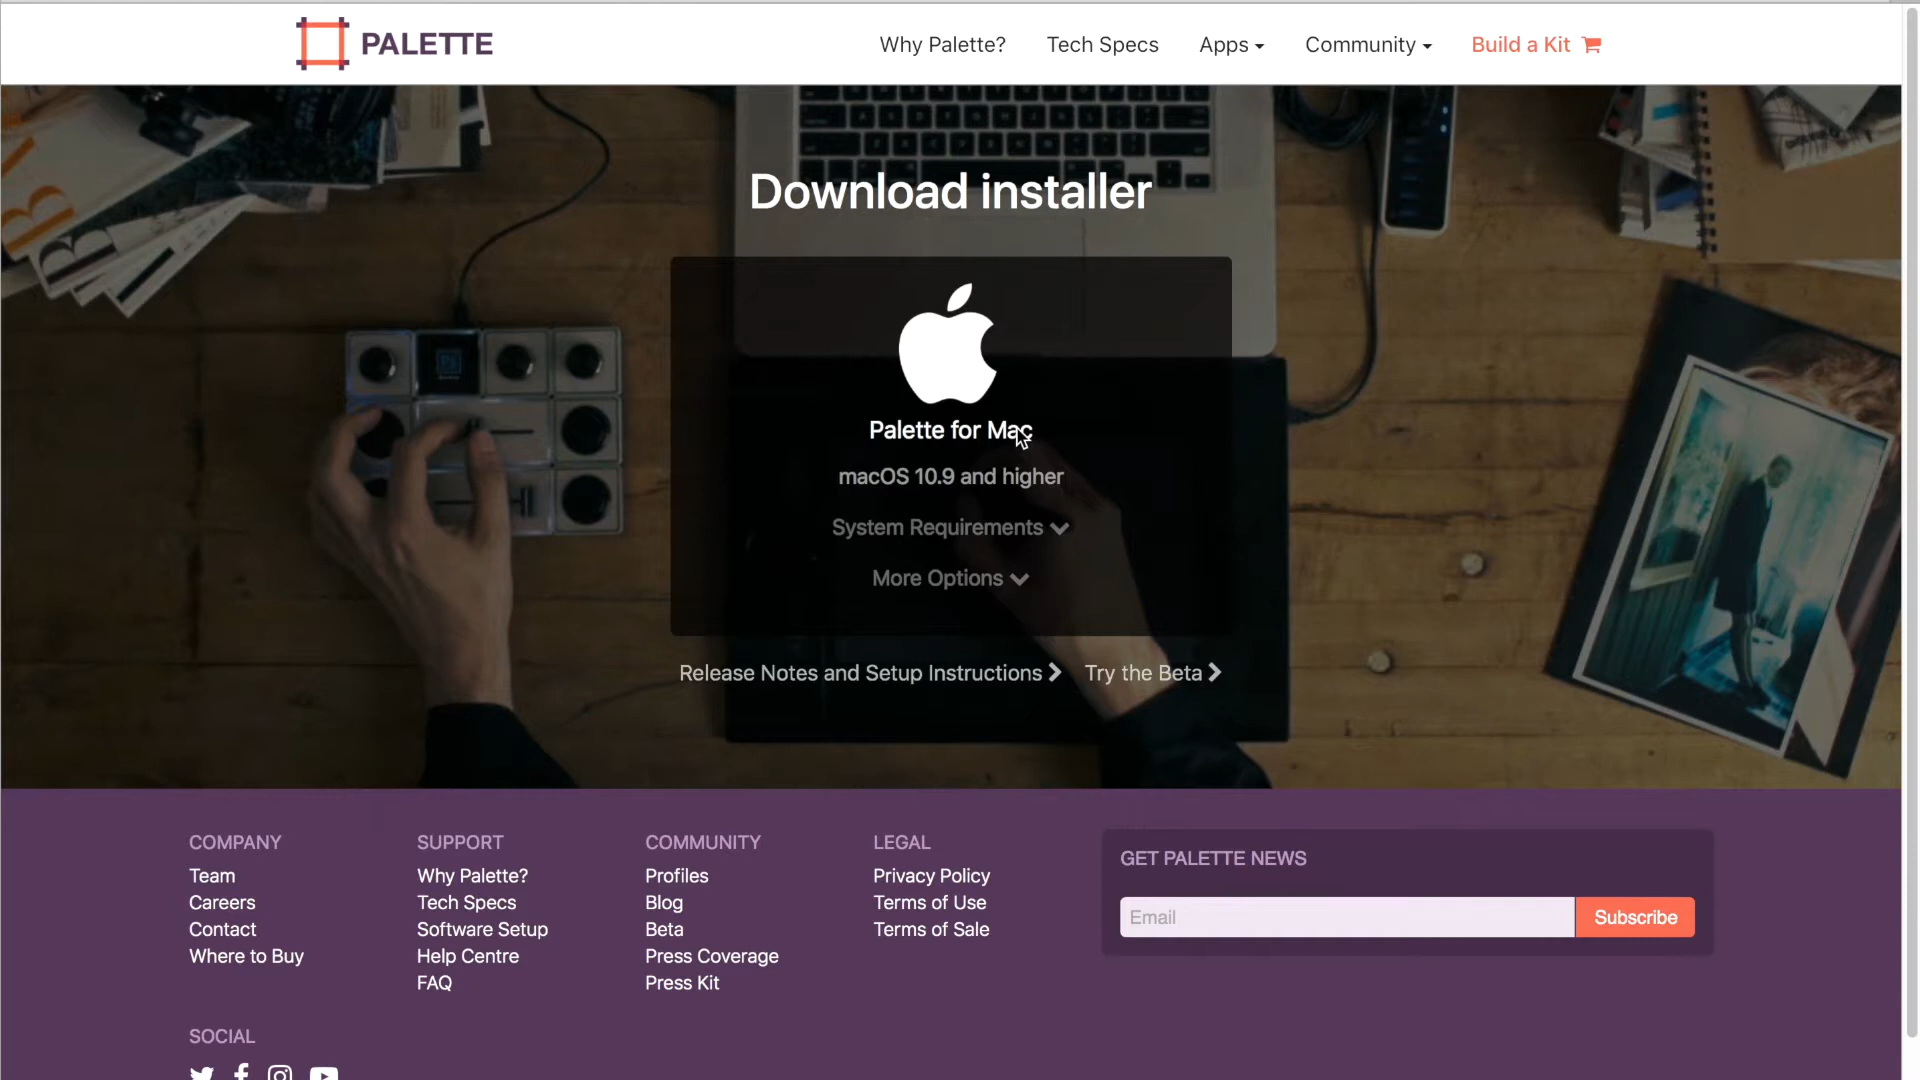 PALETTE
Why Palette?
Tech Specs
Apps
Community
Build a Kit
Download installer
Palette for Mac
macOS 10.9 and higher
System Requirements
More Options
Release Notes and Setup Instructions
Try the Beta
COMPANY
Team
Careers
Contact
Where to Buy
SUPPORT
Why Palette?
Tech Specs
Software Setup
Help Centre
FAQ
COMMUNITY
Profiles
Blog
Beta
Press Coverage
Press Kit
LEGAL
Privacy Policy
Terms of Use
Terms of Sale
GET PALETTE NEWS
Email
Subscribe
SOCIAL